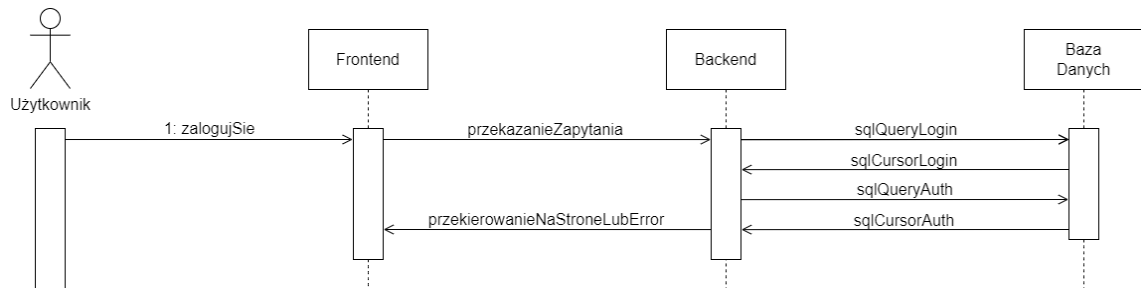 Frontend
Backend
Baza
Danych
Użytkownik
1: zalogujSie
przekazanieZapytania
sqlQueryLogin
sqlCursorLogin
sqlQueryAuth
przekierowanieNaStroneLubError
sqlCursorAuth